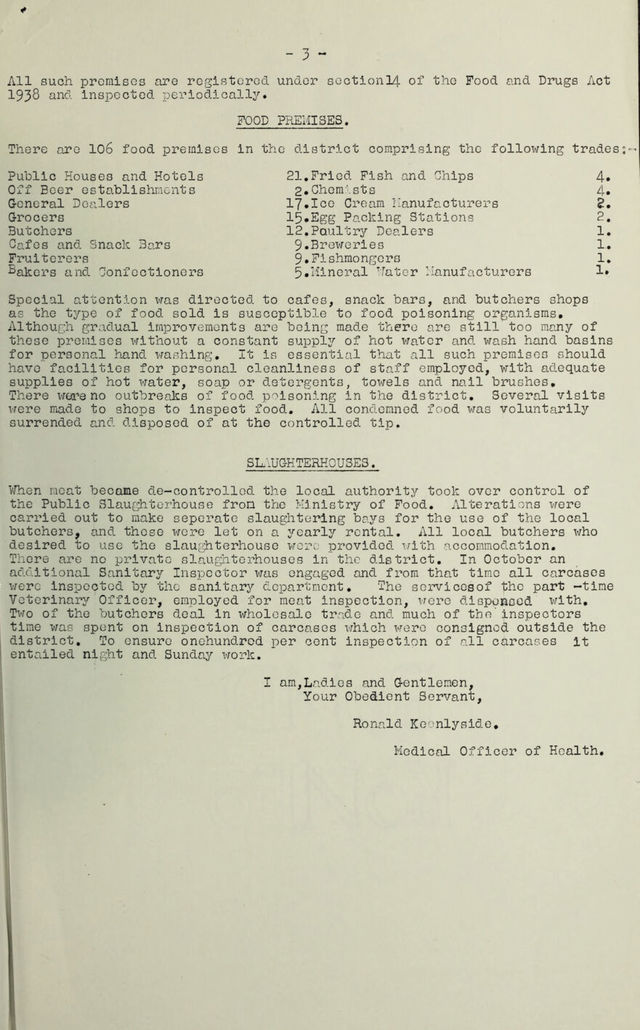 - 3 -
All such premises are registered under section14 of the Food and Drugs Act
1938 and inspected periodically.
FOOD PREMISES.
There are 106 food premises in the district comprising the following trades:-
Public Houses and Hotels 21. Fried Fish and Chips 4.
Off Beer establishments 2. Chemists 4.
General Dealers 17. Ice Cream Manufacturers 2.
Grocers 15. Egg Packing Stations 2.
Butchers 12. Poultry Dealers 1.
Cafes and Snack Bars 9. Breweries 1.
Fruiterers 9. Fishmongers 1.
Bakers and Confectioners 5. Mineral Water Manufacturers 1.
Special attention was directed to cafes, snack bars, and butchers shops
as the type of food sold is susceptible to food poisoning organisms.
Although gradual improvements are being made there are still too many of
these premises without a constant supply of hot water and wash hand basins
for personal hand washing. It is essential that all such premises should
have facilities for personal cleanliness of staff employed, with adequate
supplies of hot water, soap or detergents, towels and nail brushes.
There were no outbreaks of food poisoning in the district. Several visits
were made to shops to inspect food. All condemned food was voluntarily
surrendered and disposed of at the controlled tip.
SLAUGHTERHOUSES.
When meat became de-controlled the local authority took over control of
the Public Slaughterhouse from the Ministry of Food. Alterations were
carried out to make seperate slaughtering bays for the use of the local
butchers, and these were let on a yearly rental. All local butchers who
desired to use the slaughterhouse were provided with accommodation.
There are no private slaughterhouses in the district. In October an
additional Sanitary Inspector was engaged and from that time all carcases
were inspected by the sanitary department. The servicesof the part -time
Veterinary Officer, employed for meat inspection, were dispenced with.
Two of the butchers deal in wholesale trade and much of the inspectors
time was spent on inspection of carcases which were consigned outside the
district. To ensure onehundred per cent inspection of all carcases it
entailed night and Sunday work.
I am,Ladies and Gentlemen,
Your Obedient Servant,
Ronald Keenlyside.
Medical Officer of Health.